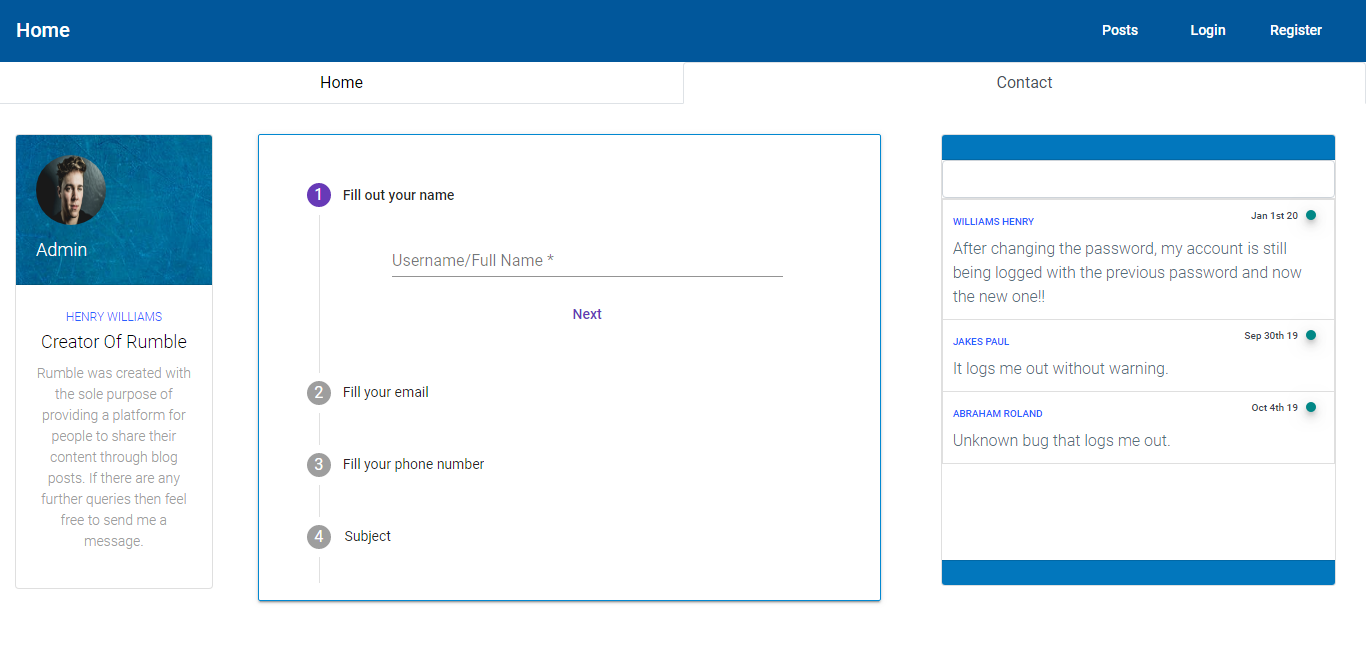 Home
Posts
Login
Register
Home
Contact
Admin
HENRY WILLIAMS
Creator Of Rumble
Rumble was created with
the sole purpose of
providing a platform for
people to share their
content through blog
posts. If there are any
further queries then feel
free to send me a
message.
1 Fill out your name
Username/Full Name *
Next
2 Fill your email
3 Fill your phone number
4 Subject
Jan 1st 20
WILLIAMS HENRY
After changing the password, my account is still
being logged with the previous password and now
the new one!!
Sep 30th 19
JAKES PAUL
It logs me out without warning.
Oct 4th 19
ABRAHAM ROLAND
Unknown bug that logs me out.